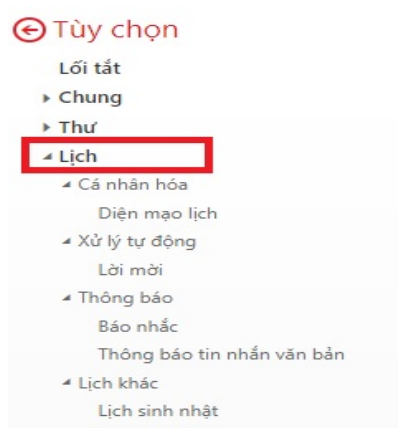 Tùy chọn
Lối tắt
Chung
Thư
Lịch
Cá nhân hóa
Diện mạo lịch
Xử lý tự động
Lời mời
Thông báo
Báo nhắc
Thông báo tin nhắn văn bản
Lịch khác
Lịch sinh nhật